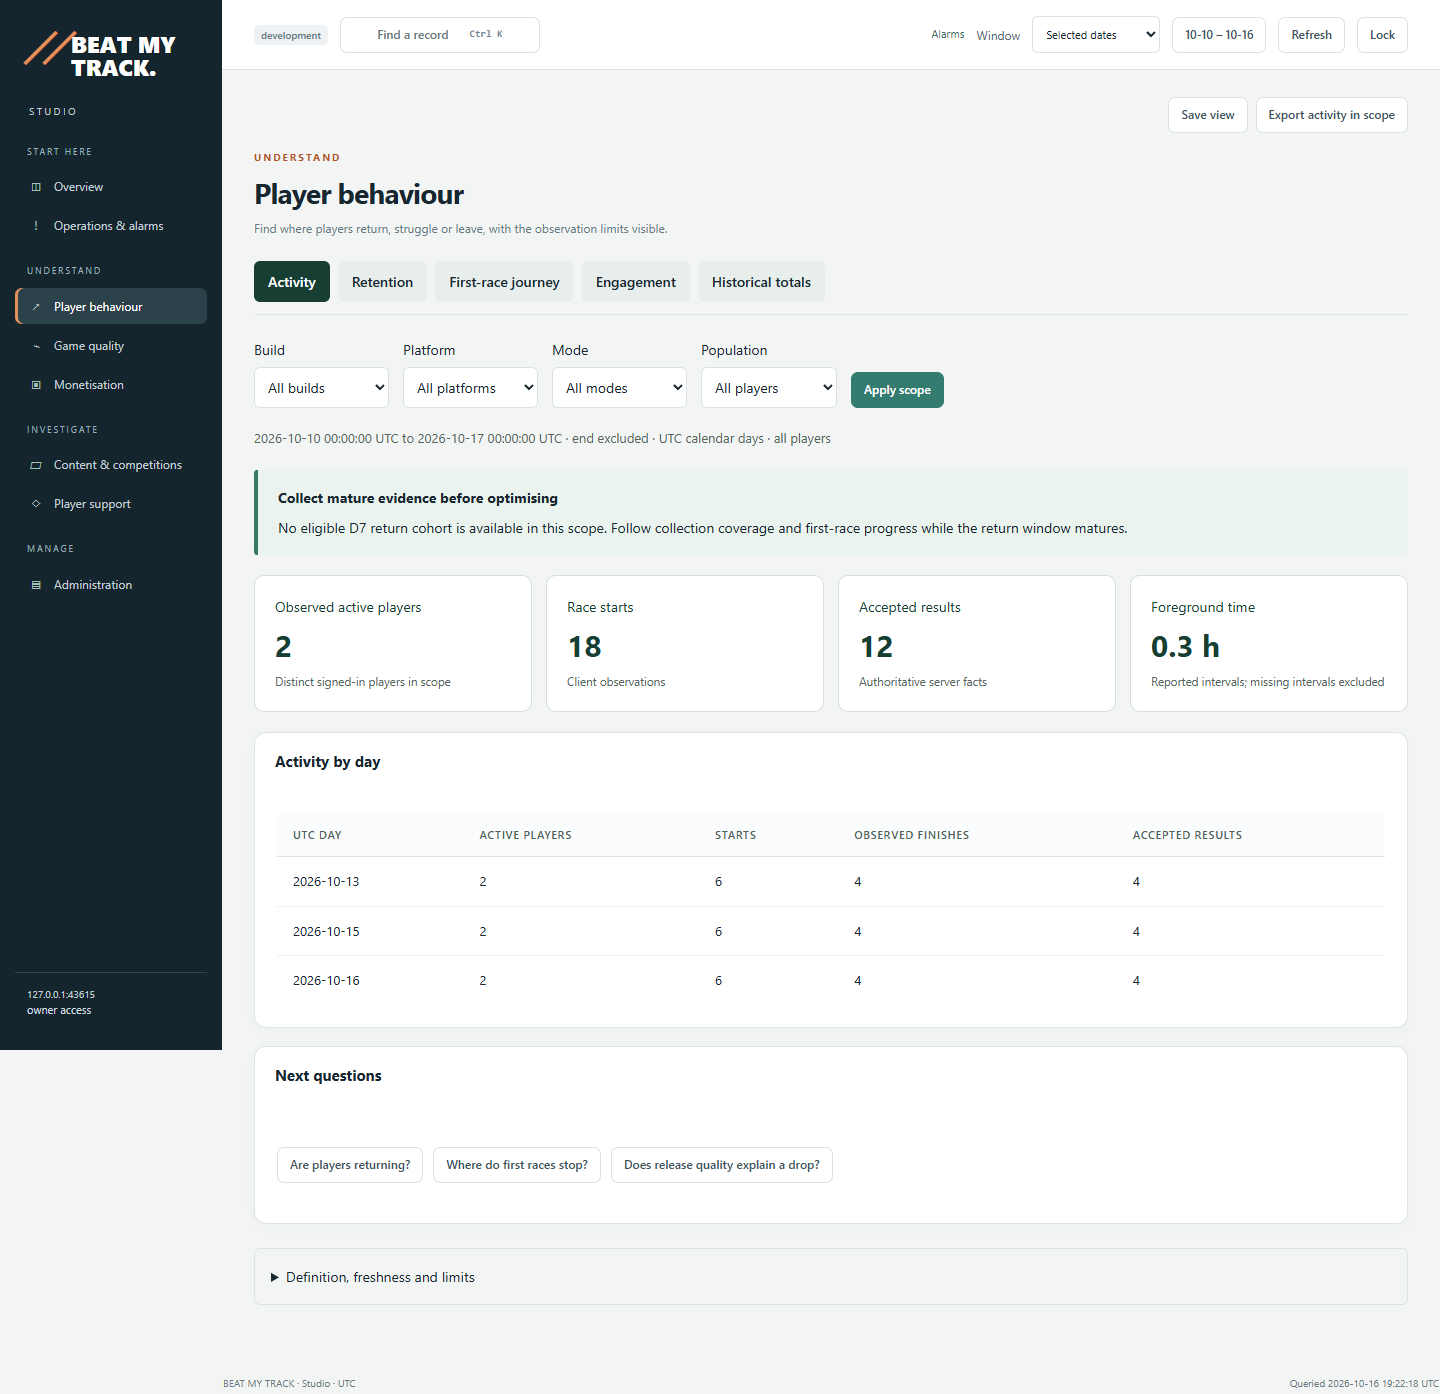 BEAT MY
TRACK.
STUDIO
START HERE
Overview
! Operations & alarms
UNDERSTAND
Player behaviour
Game quality
Monetisation
INVESTIGATE
Content & competitions
Player support
MANAGE
Administration
127.0.0.1:43615
owner access
development
Find a record Ctrl K
Alarms Window Selected dates 10-10 – 10-16 Refresh Lock
Save view Export activity in scope
UNDERSTAND
Player behaviour
Find where players return, struggle or leave, with the observation limits visible.
Activity Retention First-race journey Engagement Historical totals
Build Platform Mode Population
All builds All platforms All modes All players Apply scope
2026-10-10 00:00:00 UTC to 2026-10-17 00:00:00 UTC · end excluded · UTC calendar days · all players
Collect mature evidence before optimising
No eligible D7 return cohort is available in this scope. Follow collection coverage and first-race progress while the return window matures.
Observed active players
2
Distinct signed-in players in scope
Race starts
18
Client observations
Accepted results
12
Authoritative server facts
Foreground time
0.3 h
Reported intervals; missing intervals excluded
Activity by day
UTC DAY ACTIVE PLAYERS STARTS OBSERVED FINISHES ACCEPTED RESULTS
2026-10-13 2 6 4 4
2026-10-15 2 6 4 4
2026-10-16 2 6 4 4
Next questions
Are players returning? Where do first races stop? Does release quality explain a drop?
Definition, freshness and limits
BEAT MY TRACK · Studio · UTC
Queried 2026-10-16 19:22:18 UTC